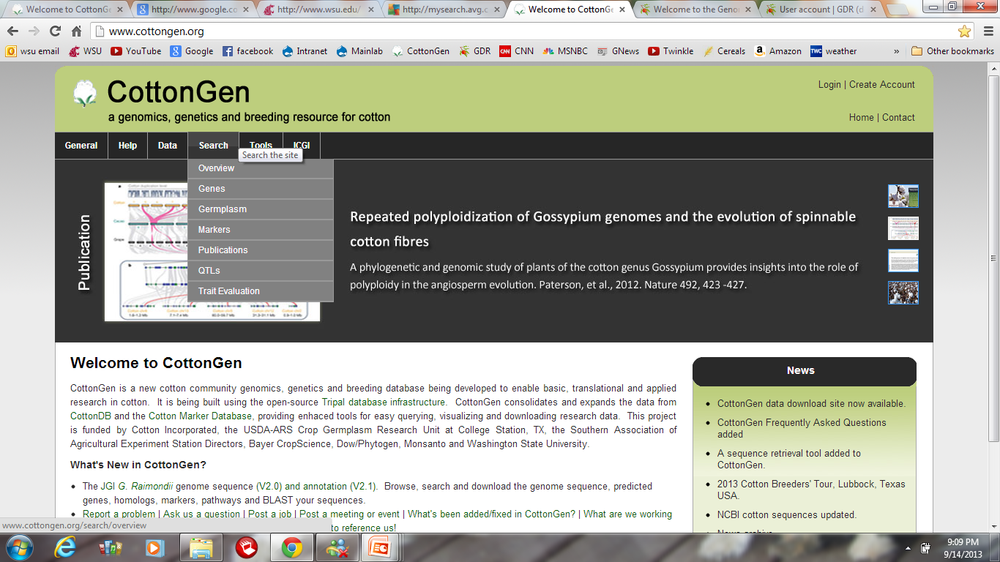 Welcome to CottonGe
http://www.google.co
http://www.wsu.edu/
http://mysearch.avg.c
Welcome to CottonGe
Welcome to the Geno
User account | GDR (d
www.cottongen.org
wsu email WSU YouTube Google facebook Intranet Mainlab CottonGen GDR CNN MSNBC GNews Twinkle Cereals Amazon weather » Other bookmarks
CottonGen
a genomics, genetics and breeding resource for cotton
Login | Create Account
Home | Contact
General Help Data Search Tools ICGI
Search the site
Overview
Genes
Germplasm
Markers
Publications
QTLs
Trait Evaluation
Publication
Repeated polyploidization of Gossypium genomes and the evolution of spinnable
cotton fibres
A phylogenetic and genomic study of plants of the cotton genus Gossypium provides insights into the role of
polyploidy in the angiosperm evolution. Paterson, et al., 2012. Nature 492, 423 -427.
Welcome to CottonGen
CottonGen is a new cotton community genomics, genetics and breeding database being developed to enable basic, translational and applied
research in cotton. It is being built using the open-source Tripal database infrastructure. CottonGen consolidates and expands the data from
CottonDB and the Cotton Marker Database, providing enhaced tools for easy querying, visualizing and downloading research data. This project
is funded by Cotton Incorporated, the USDA-ARS Crop Germplasm Research Unit at College Station, TX, the Southern Association of
Agricultural Experiment Station Directors, Bayer CropScience, Dow/Phytogen, Monsanto and Washington State University.
What's New in CottonGen?
The JGI G. Raimondii genome sequence (V2.0) and annotation (V2.1). Browse, search and download the genome sequence, predicted
genes, homologs, markers, pathways and BLAST your sequences.
Report a problem | Ask us a question | Post a job | Post a meeting or event | What's been added/fixed in CottonGen? | What are we working
to reference us!
News
CottonGen data download site now available.
CottonGen Frequently Asked Questions
added
A sequence retrieval tool added to
CottonGen.
2013 Cotton Breeders' Tour, Lubbock, Texas
USA.
NCBI cotton sequences updated.
www.cottongen.org/search/overview
9:09 PM
9/14/2013